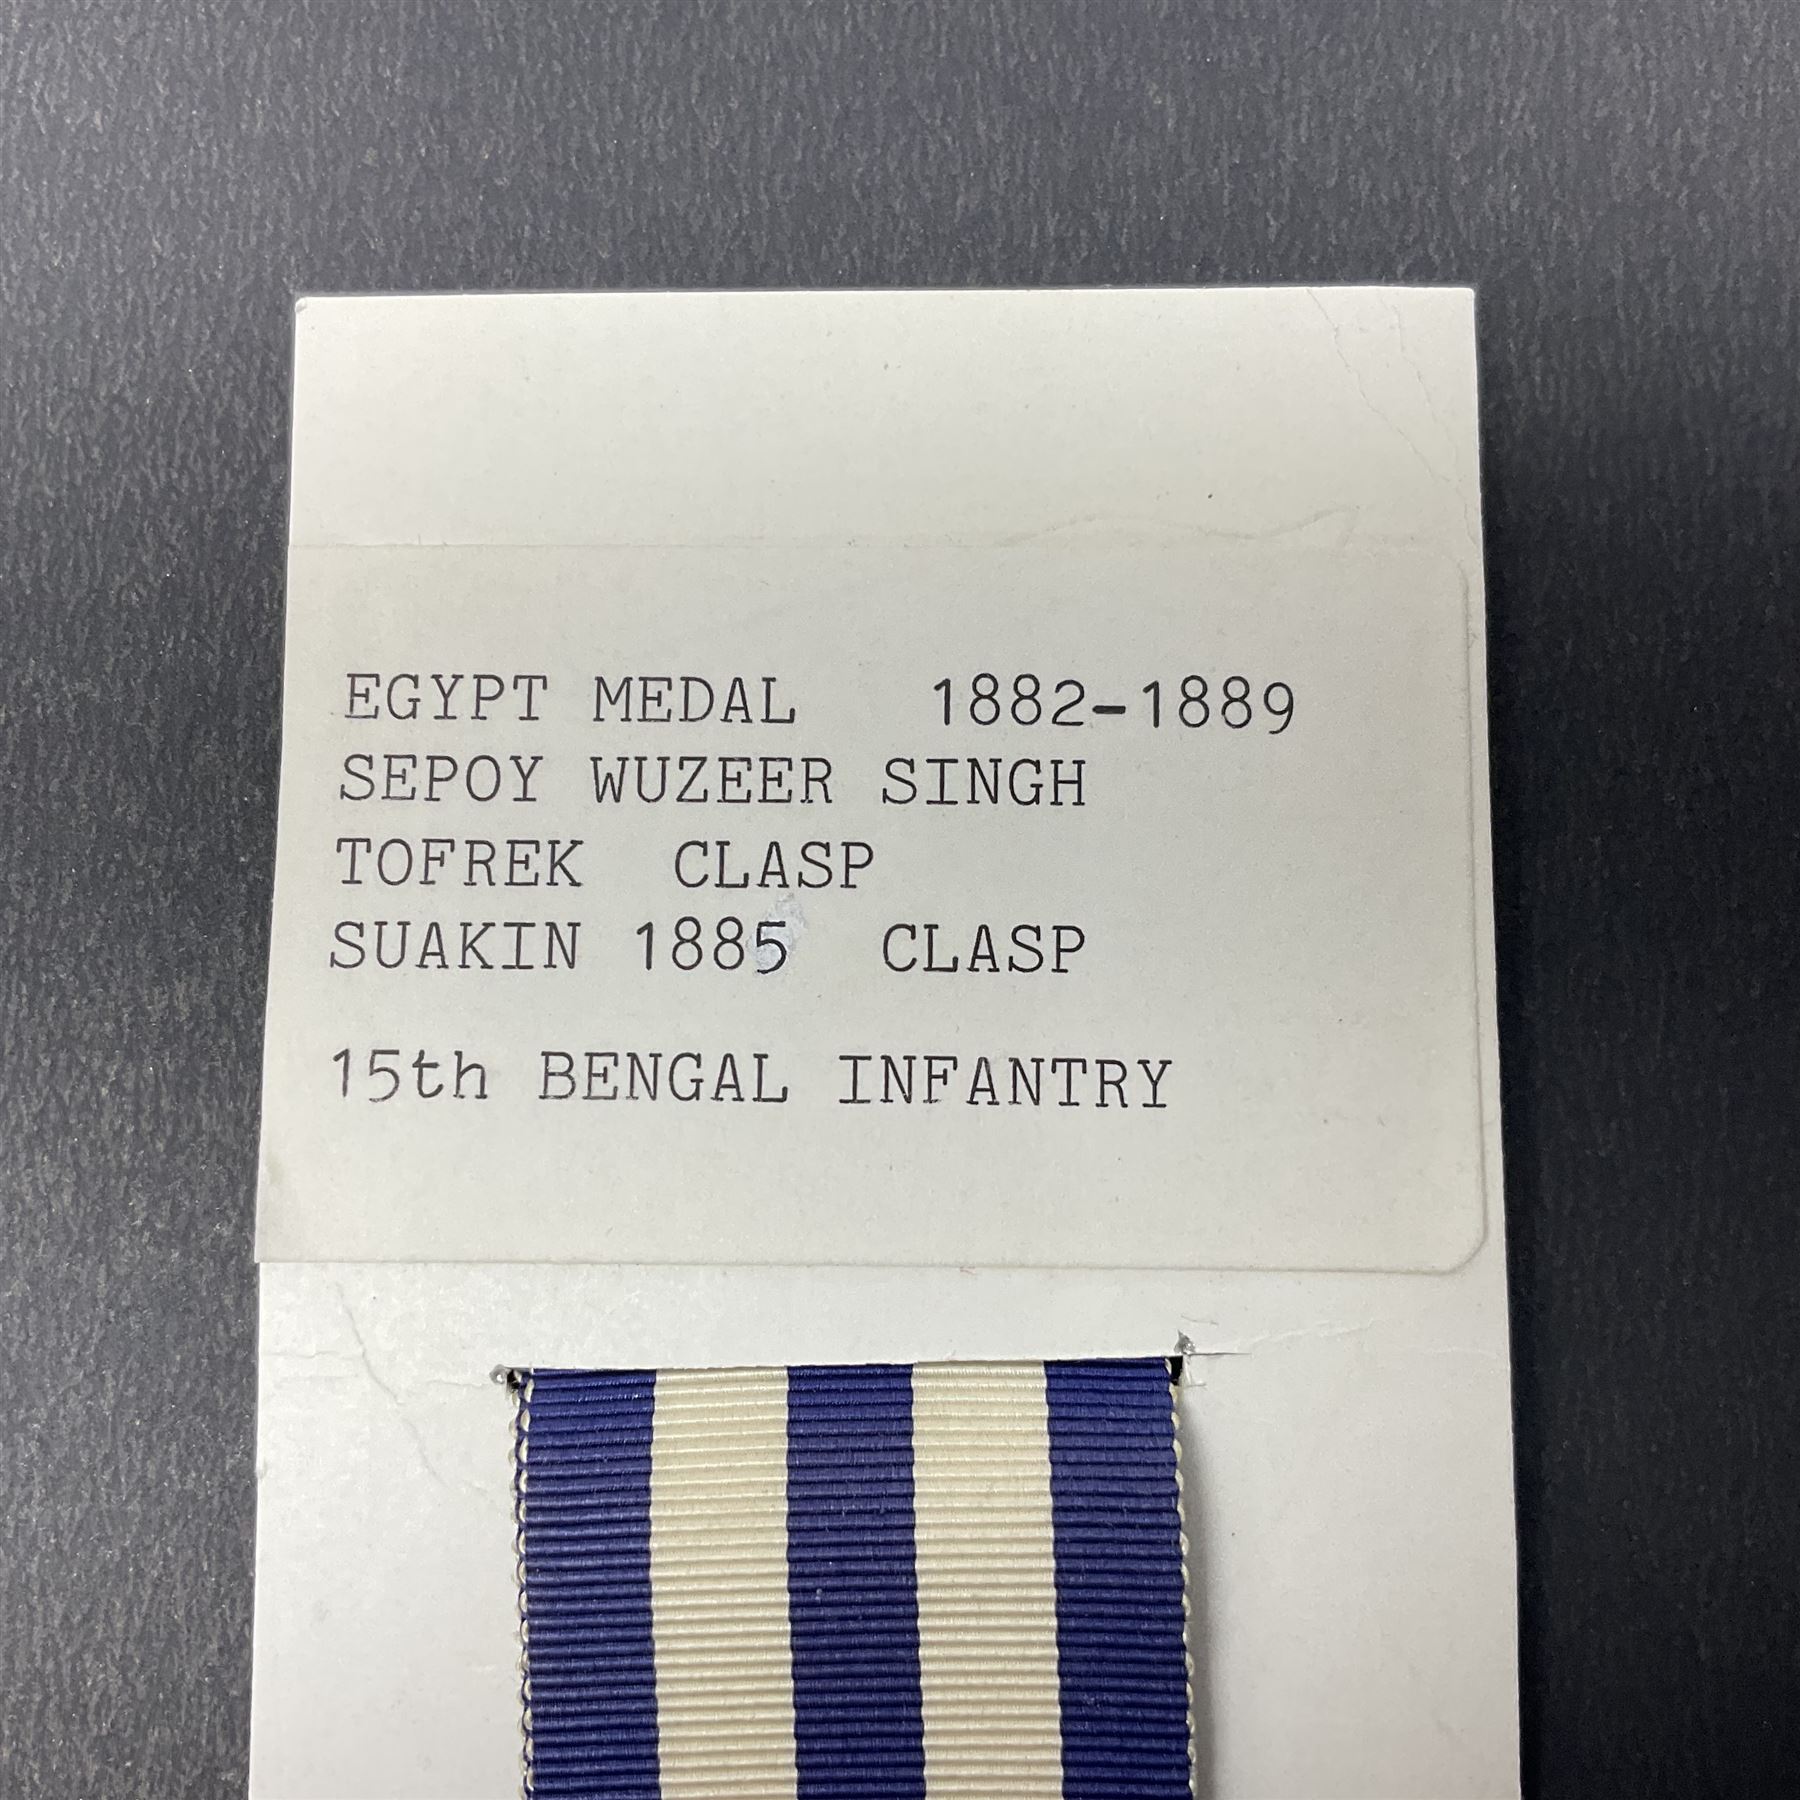 EGYPT MEDAL 1882-1889
SEPOY WUZEER SINGH
TOFREK CLASP
SUAKIN 1885 CLASP
15th BENGAL INFANTRY